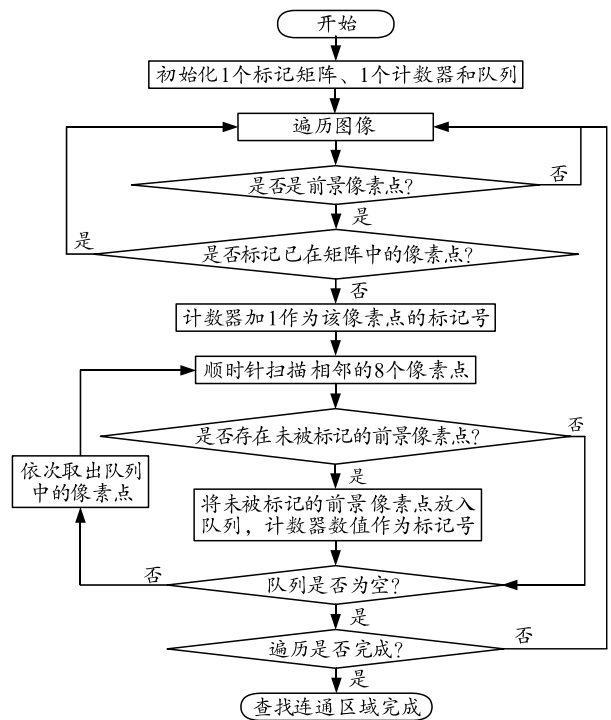 开始
初始化1个标记矩阵、1个计数器和队列
遍历图像
是否是前景像素点?
否
是
是
是否标记已在矩阵中的像素点?
否
计数器加1作为该像素点的标记号
顺时针扫描相邻的8个像素点
是否存在未被标记的前景像素点?
否
是
依次取出队列
中的像素点
将未被标记的前景像素点放入
队列，计数器数值作为标记号
否
队列是否为空?
是
遍历是否完成?
否
是
查找连通区域完成